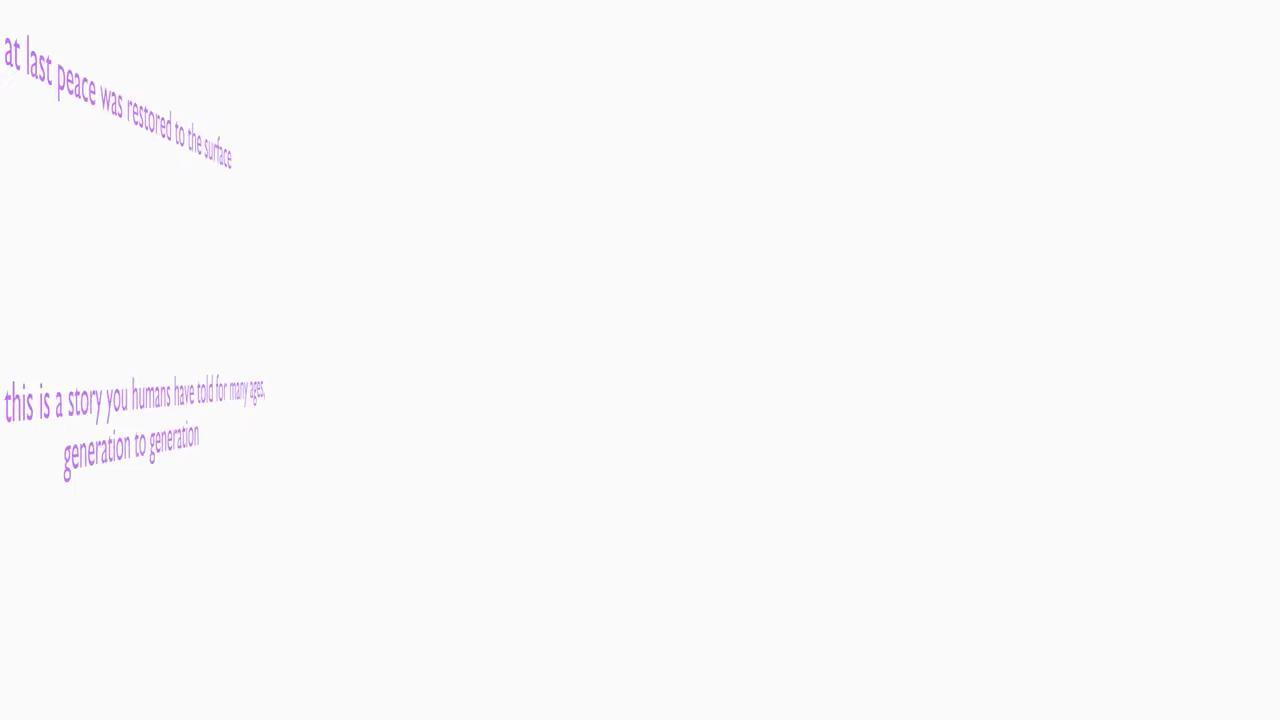 at last peace was restored to the surface
this is a story you humans have told for many ages,
generation to generation